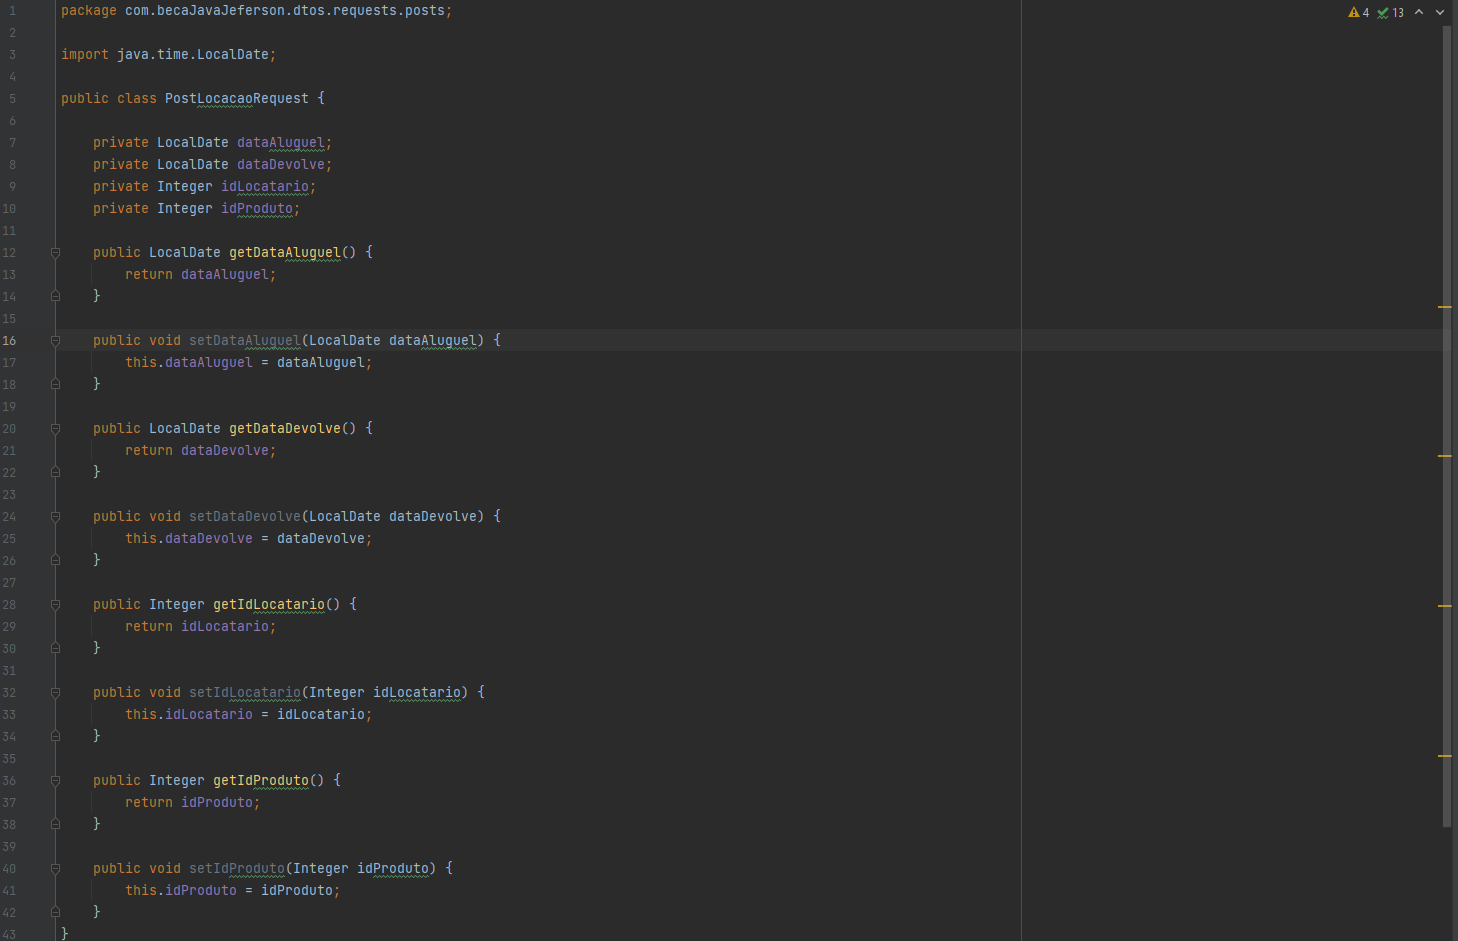 1 package com.becaJavaJeferson.dtos.requests.posts;
4 13
2
3 import java.time.LocalDate;
4
5 public class PostLocacaoRequest {
6
7 private LocalDate dataAluguel;
8 private LocalDate dataDevolve;
9 private Integer idLocatario;
10 private Integer idProduto;
11
12 public LocalDate getDataAluguel() {
13 return dataAluguel;
14 }
15
16 public void setDataAluguel(LocalDate dataAluguel) {
17 this.dataAluguel = dataAluguel;
18 }
19
20 public LocalDate getDataDevolve() {
21 return dataDevolve;
22 }
23
24 public void setDataDevolve(LocalDate dataDevolve) {
25 this.dataDevolve = dataDevolve;
26 }
27
28 public Integer getIdLocatario() {
29 return idLocatario;
30 }
31
32 public void setIdLocatario(Integer idLocatario) {
33 this.idLocatario = idLocatario;
34 }
35
36 public Integer getIdProduto() {
37 return idProduto;
38 }
39
40 public void setIdProduto(Integer idProduto) {
41 this.idProduto = idProduto;
42 }
43 }